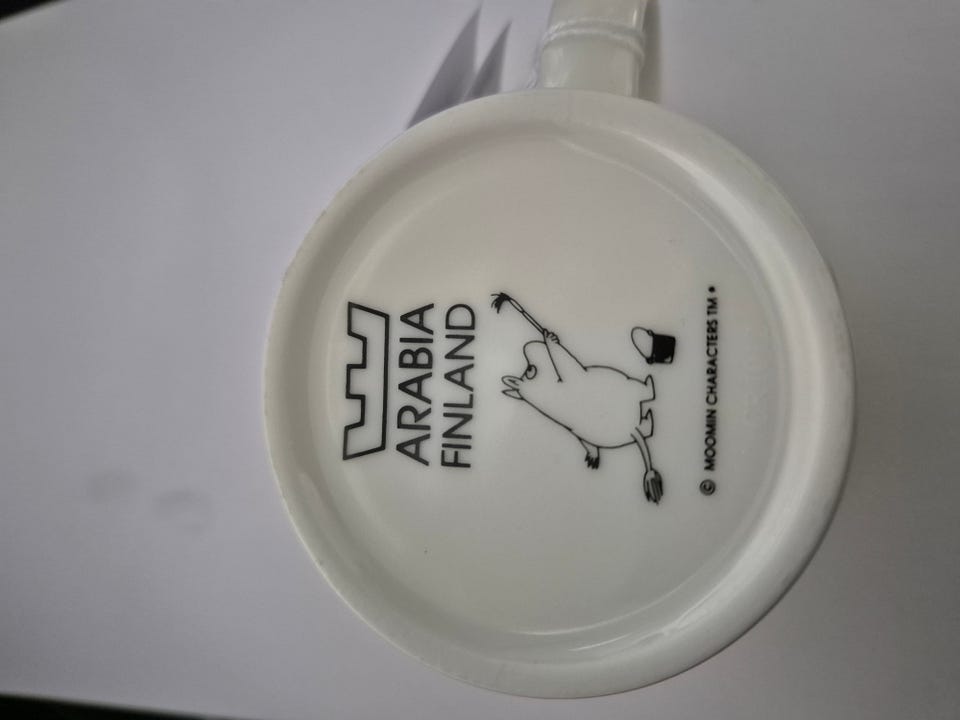 ARABIA
FINLAND
© MOOMIN CHARACTERS TM •